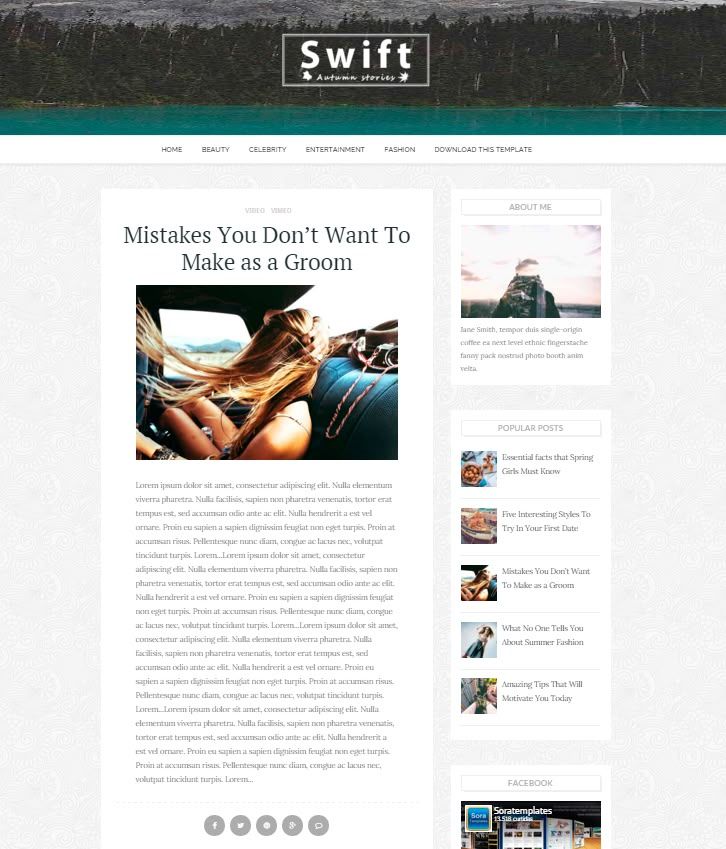 Swift
Autumn stories
HOME BEAUTY CELEBRITY ENTERTAINMENT FASHION DOWNLOAD THIS TEMPLATE
VIDEO VIMEO
Mistakes You Don't Want To
Make as a Groom
Lorem ipsum dolor sit amet, consectetur adipiscing elit. Nulla elementum
viverra pharetra. Nulla facilisis, sapien non pharetra venenatis, tortor erat
tempus est, sed accumsan odio ante ac elit. Nulla hendrerit a est vel
ornare. Proin eu sapien a sapien dignissim feugiat non eget turpis. Proin at
accumsan risus. Pellentesque nunc diam, congue ac lacus nec, volutpat
tincidunt turpis. Lorem...Lorem ipsum dolor sit amet, consectetur
adipiscing elit. Nulla elementum viverra pharetra. Nulla facilisis, sapien non
pharetra venenatis, tortor erat tempus est, sed accumsan odio ante ac elit.
Nulla hendrerit a est vel ornare. Proin eu sapien a sapien dignissim feugiat
non eget turpis. Proin at accumsan risus. Pellentesque nunc diam, congue
ac lacus nec, volutpat tincidunt turpis. Lorem...Lorem ipsum dolor sit amet,
consectetur adipiscing elit. Nulla elementum viverra pharetra. Nulla
facilisis, sapien non pharetra venenatis, tortor erat tempus est, sed
accumsan odio ante ac elit. Nulla hendrerit a est vel ornare. Proin eu
sapien a sapien dignissim feugiat non eget turpis. Proin at accumsan risus.
Pellentesque nunc diam, congue ac lacus nec, volutpat tincidunt turpis.
Lorem...Lorem ipsum dolor sit amet, consectetur adipiscing elit. Nulla
elementum viverra pharetra. Nulla facilisis, sapien non pharetra venenatis,
tortor erat tempus est, sed accumsan odio ante ac elit. Nulla hendrerit a
est vel ornare. Proin eu sapien a sapien dignissim feugiat non eget turpis.
Proin at accumsan risus. Pellentesque nunc diam, congue ac lacus nec,
volutpat tincidunt turpis. Lorem...
ABOUT ME
Jane Smith, tempor duis single-origin
coffee ea next level ethnic fingerstache
fanny pack nostrud photo booth anim
velta.
POPULAR POSTS
Essential facts that Spring
Girls Must Know
Five Interesting Styles To
Try In Your First Date
Mistakes You Don't Want
To Make as a Groom
What No One Tells You
About Summer Fashion
Amazing Tips That Will
Motivate You Today
FACEBOOK
Sora
Templates
Soratemplates
13.518 curtidas